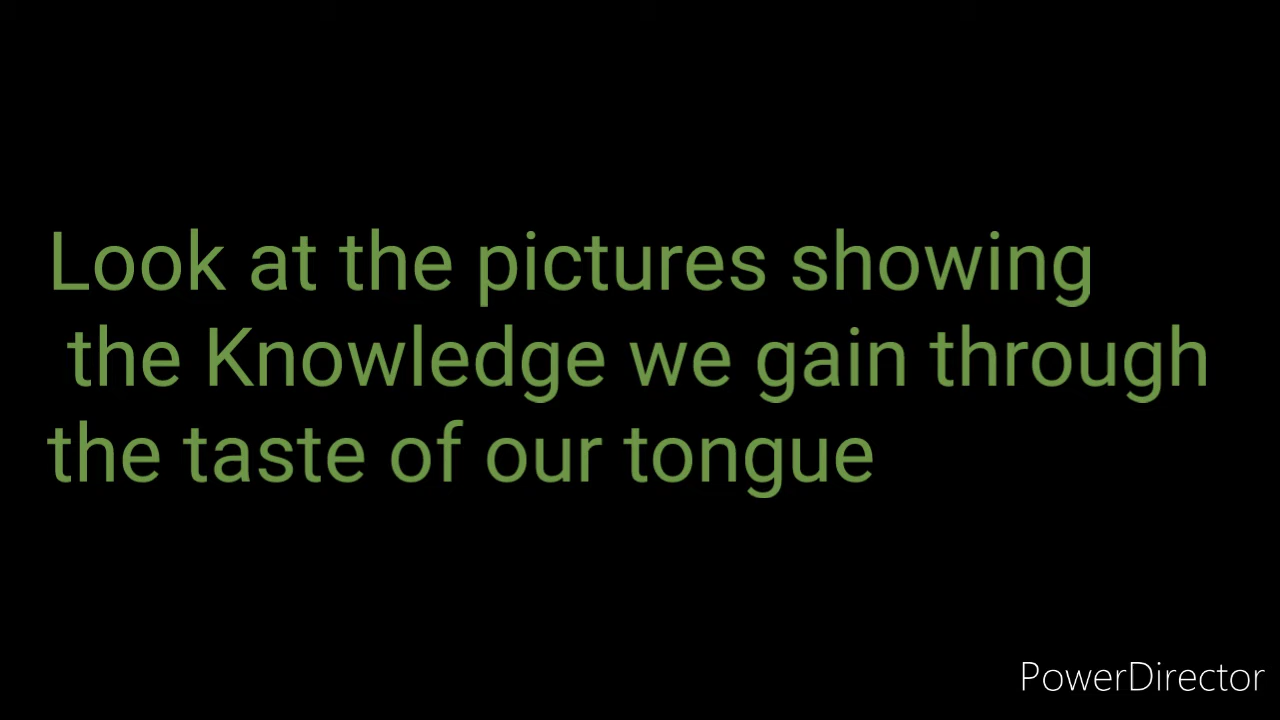 Look at the pictures showing
the Knowledge we gain through
the taste of our tongue
PowerDirector